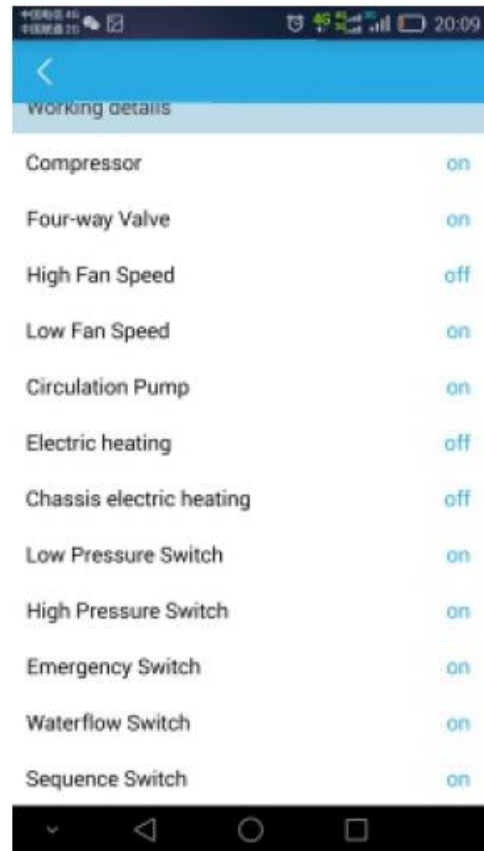 20:09
Working details
Compressor on
Four-way Valve on
High Fan Speed off
Low Fan Speed on
Circulation Pump on
Electric heating off
Chassis electric heating off
Low Pressure Switch on
High Pressure Switch on
Emergency Switch on
Waterflow Switch on
Sequence Switch on